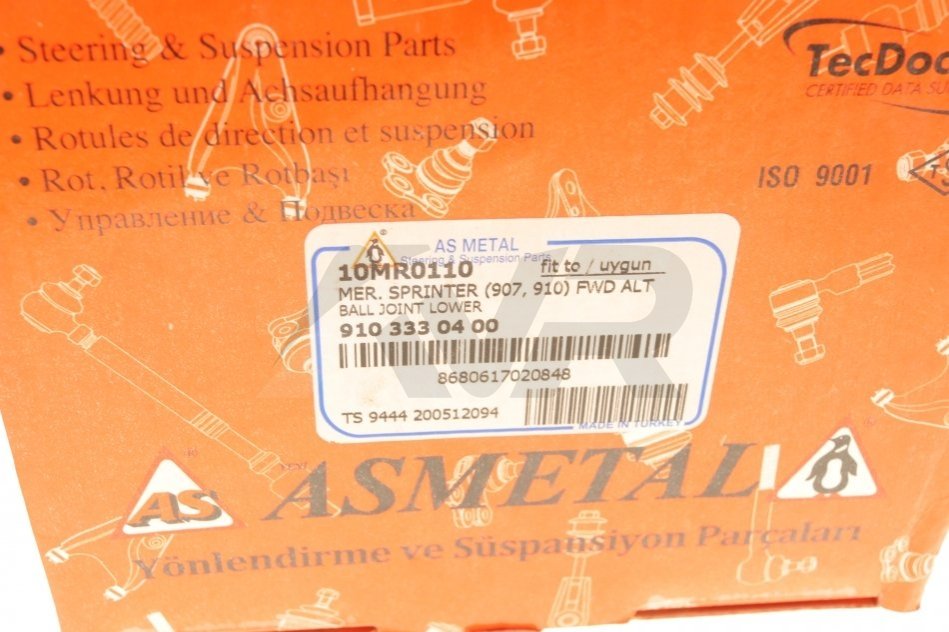 • Steering & Suspension Parts
• Lenkung und Achsaufhangung
• Rotules de direction et suspension
• Rot, Rotil ve Rotbaşı
• Управление & Подвеска
TecDoc
CERTIFIED DATA SU
ISO 9001
AS METAL
Steering & Suspension Parts
10MR0110 fit to / uygun
MER. SPRINTER (907, 910) FWD ALT
BALL JOINT LOWER
910 333 04 00
8680617020848
TS 9444 200512094
MADE IN TURKEY
AS ASMETAL
Yönlendirme ve Süspansiyon Parçaları